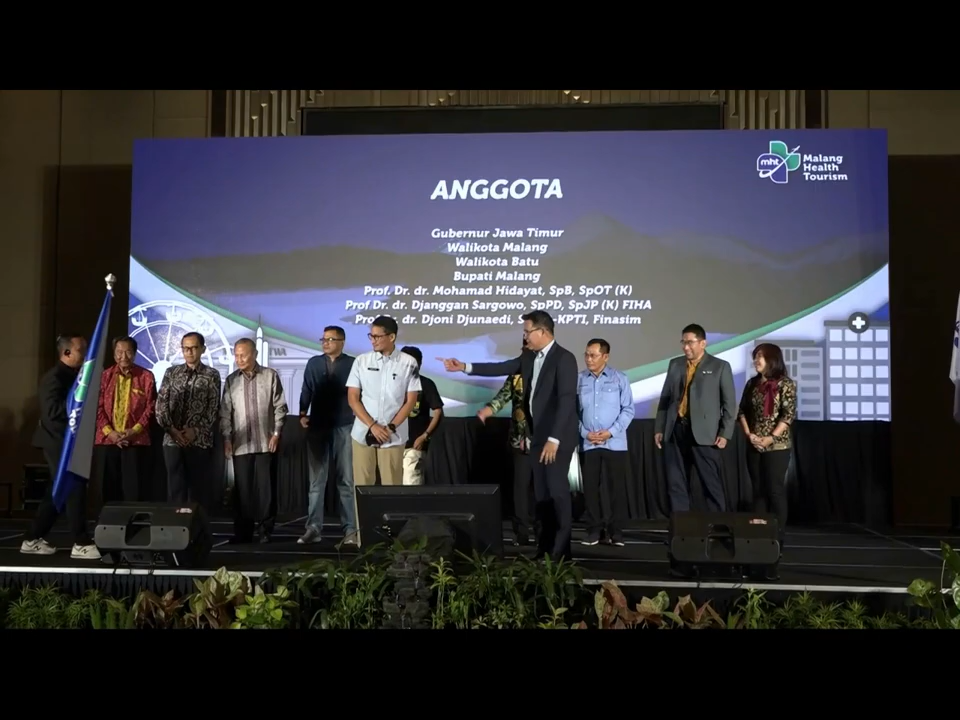 mht
Malang
Health
Tourism
ANGGOTA
Gubernur Jawa Timur
Walikota Malang
Walikota Batu
Bupati Malang
Prof. Dr. dr. Mohamad Hidayat, SpB, SpOT (K)
Prof Dr. dr. Djanggan Sargowo, SpPD, SpJP (K) FIHA
dr. Djoni Djunaedi, Finasim